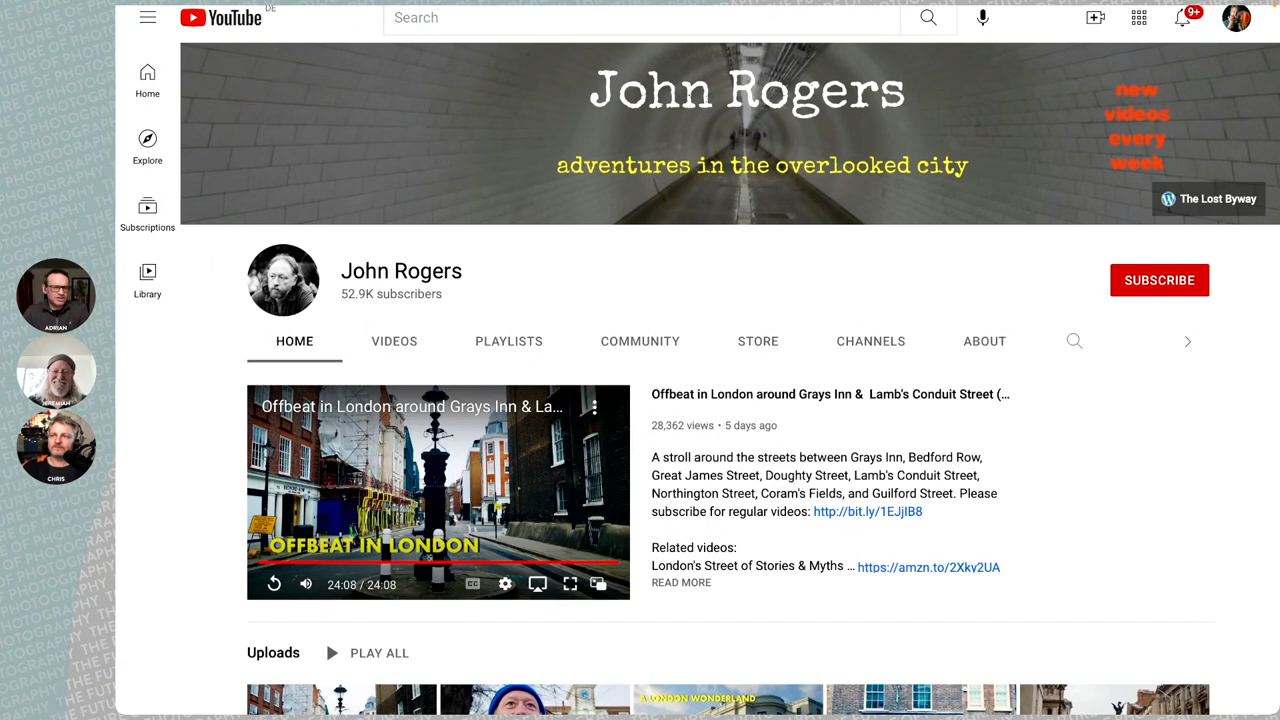 YouTube DE
Search
9+
Home
Explore
Subscriptions
Library
John Rogers
adventures in the overlooked city
new
videos
every
week
The Lost Byway
John Rogers
52.9K subscribers
SUBSCRIBE
HOME
VIDEOS
PLAYLISTS
COMMUNITY
STORE
CHANNELS
ABOUT
Offbeat in London around Grays Inn & La...
OFFBEAT IN LONDON
24:08 / 24:08
CC
Offbeat in London around Grays Inn & Lamb's Conduit Street (...
28,362 views • 5 days ago
A stroll around the streets between Grays Inn, Bedford Row,
Great James Street, Doughty Street, Lamb's Conduit Street,
Northington Street, Coram's Fields, and Guilford Street. Please
subscribe for regular videos: http://bit.ly/1EJjIB8
Related videos:
London's Street of Stories & Myths ... https://amzn.to/2Xky2UA
READ MORE
Uploads
PLAY ALL
A LONDON WONDERLAND
ADRIAN
JEREMIAH
CHRIS